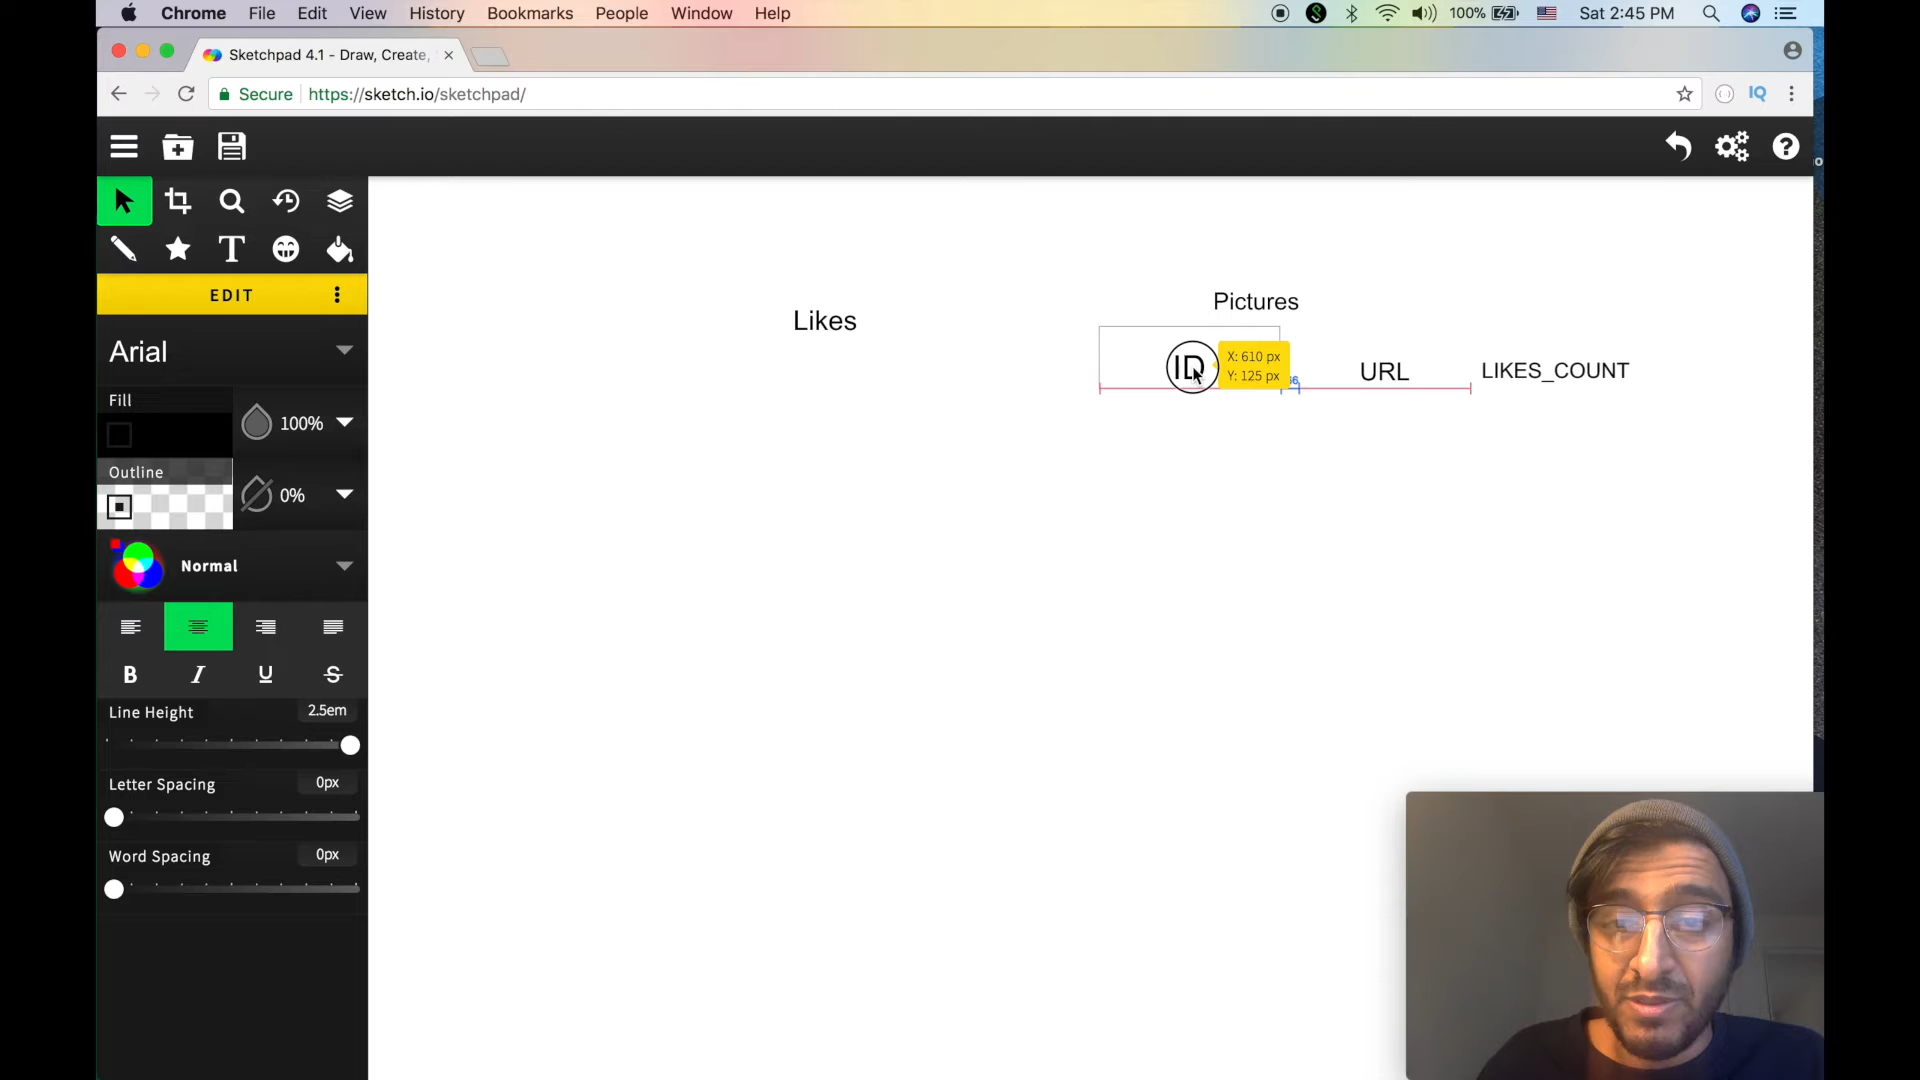 Chrome File Edit View History Bookmarks People Window Help 100% Sat 2:45 PM
Sketchpad 4.1 - Draw, Create,
Secure https://sketch.io/sketchpad/ IQ
EDIT
Arial
Fill
100%
Outline
0%
Normal
B I U S
Line Height 2.5em
Letter Spacing 0px
Word Spacing 0px
Likes
Pictures
ID URL LIKES_COUNT
X: 610 px
Y: 125 px